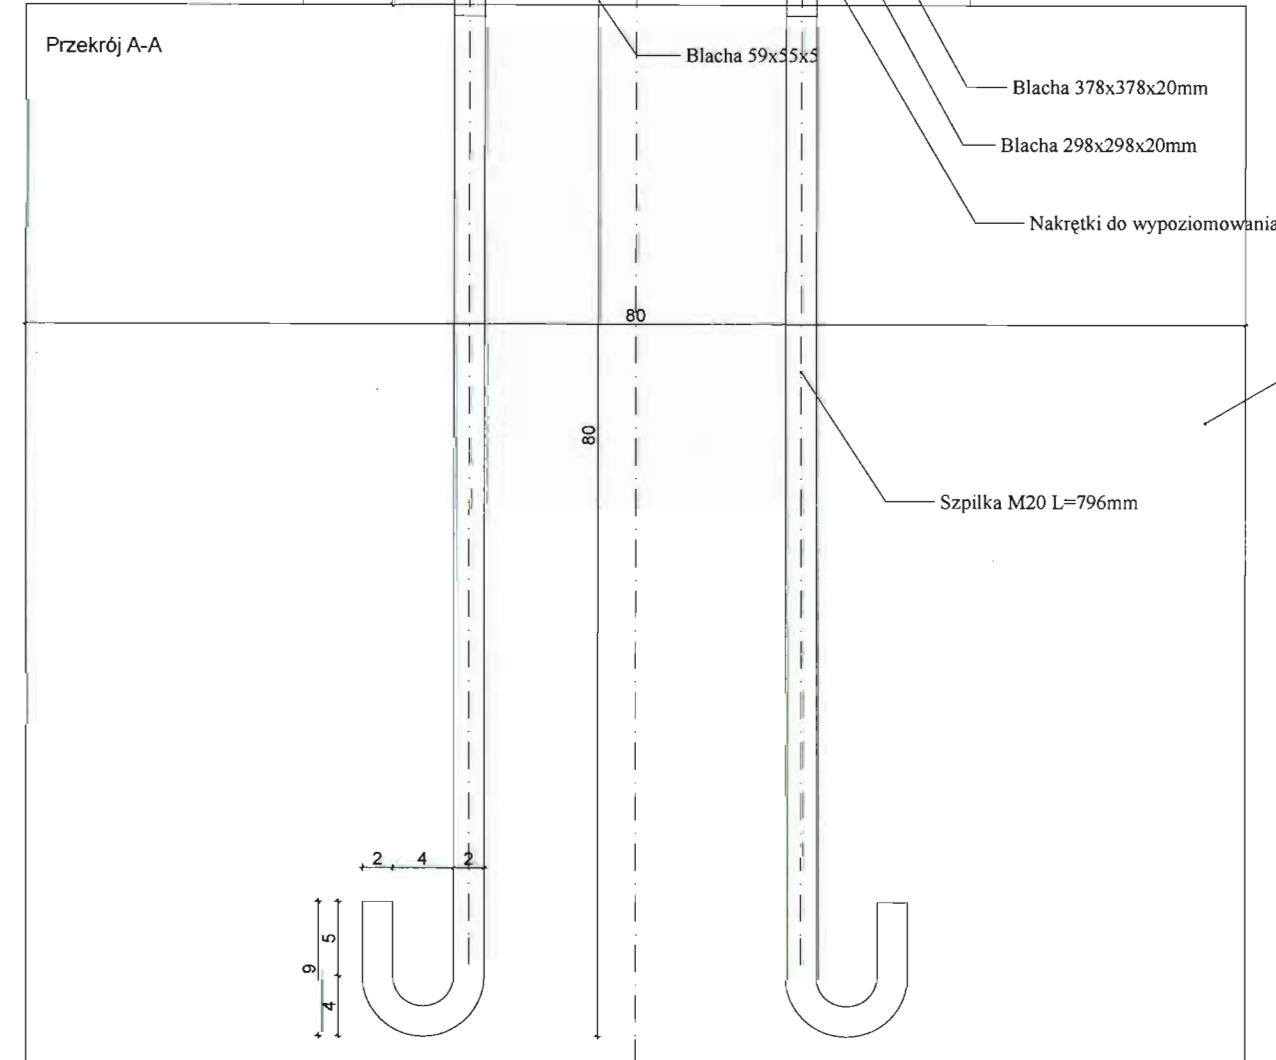 Przekrój A-A
Blacha 59x55x5
Blacha 378x378x20mm
Blacha 298x298x20mm
Nakrętki do wypoziomowania
80
80
Szpilka M20 L=796mm
2 4 2
5
9
4